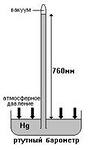 вакуум
760мм
атмосферное
давление
Hg
ртутный барометр